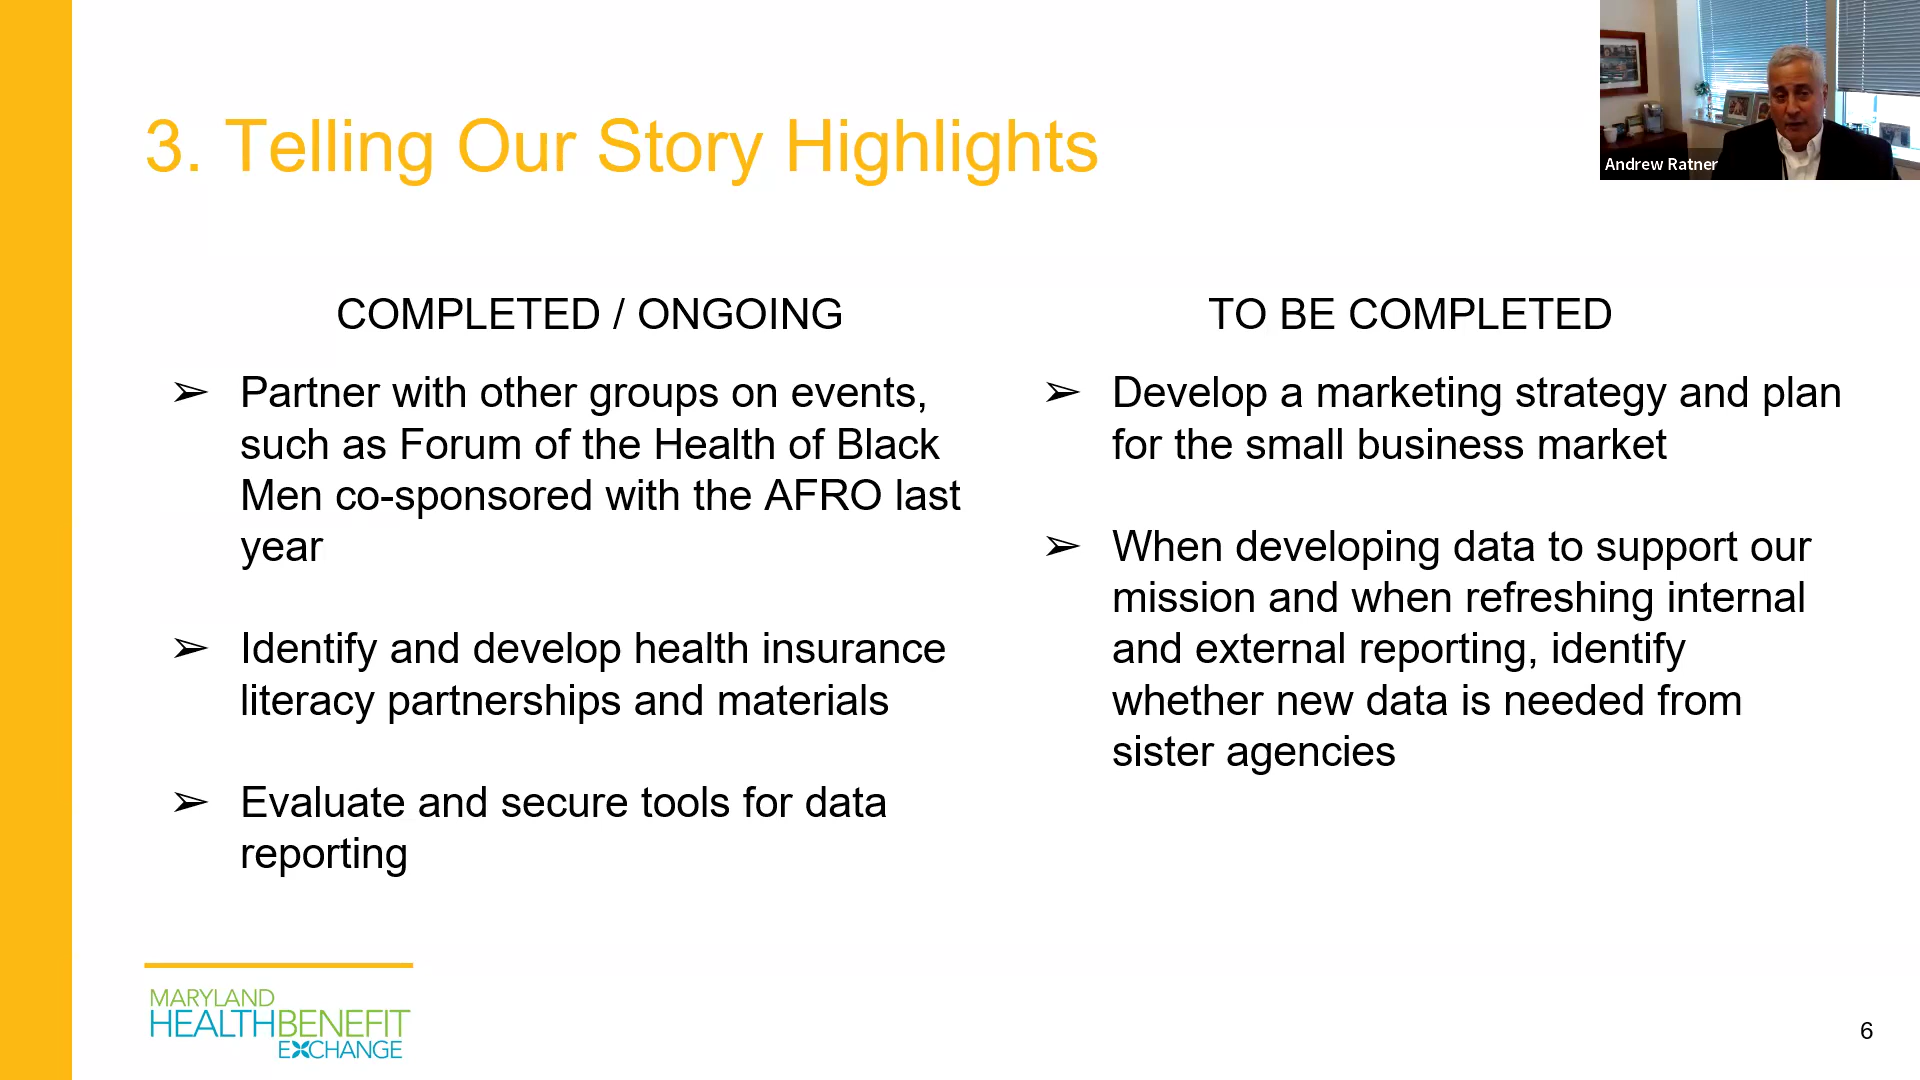 3. Telling Our Story Highlights
Andrew Ratner
COMPLETED / ONGOING
➢ Partner with other groups on events,
such as Forum of the Health of Black
Men co-sponsored with the AFRO last
year
➢ Identify and develop health insurance
literacy partnerships and materials
➢ Evaluate and secure tools for data
reporting
TO BE COMPLETED
➢ Develop a marketing strategy and plan
for the small business market
➢ When developing data to support our
mission and when refreshing internal
and external reporting, identify
whether new data is needed from
sister agencies
MARYLAND
HEALTHBENEFIT
EXCHANGE
6